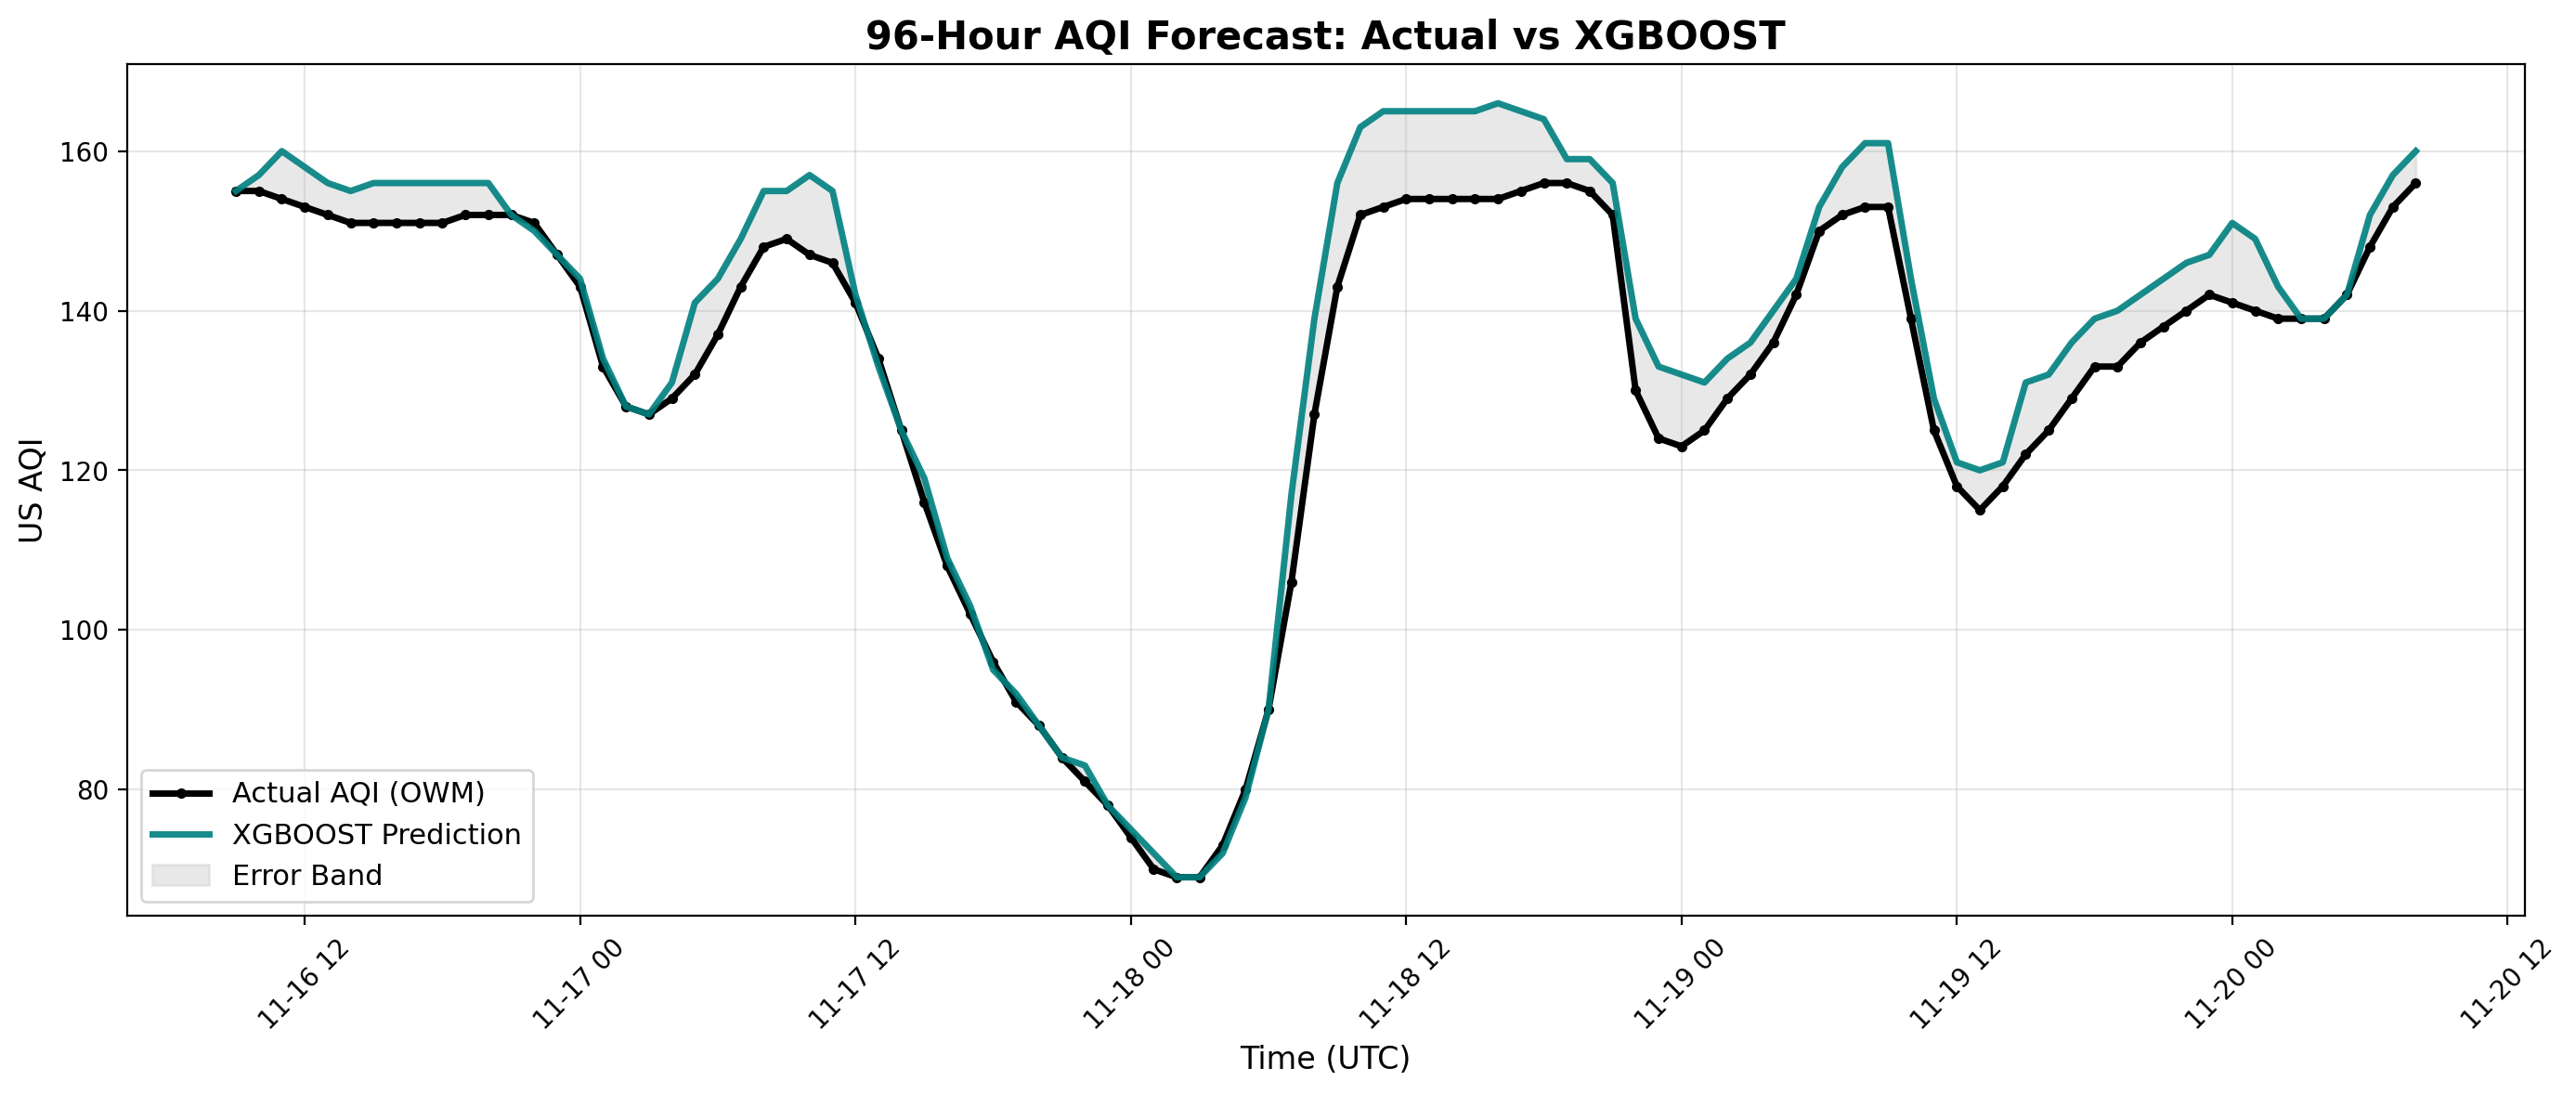 96-Hour AQI Forecast: Actual vs XGBOOST
US AQI
160
140
120
100
80
Actual AQI (OWM)
XGBOOST Prediction
Error Band
11-16 12
11-17 00
11-17 12
11-18 00
11-18 12
11-19 00
11-19 12
11-20 00
11-20 12
Time (UTC)